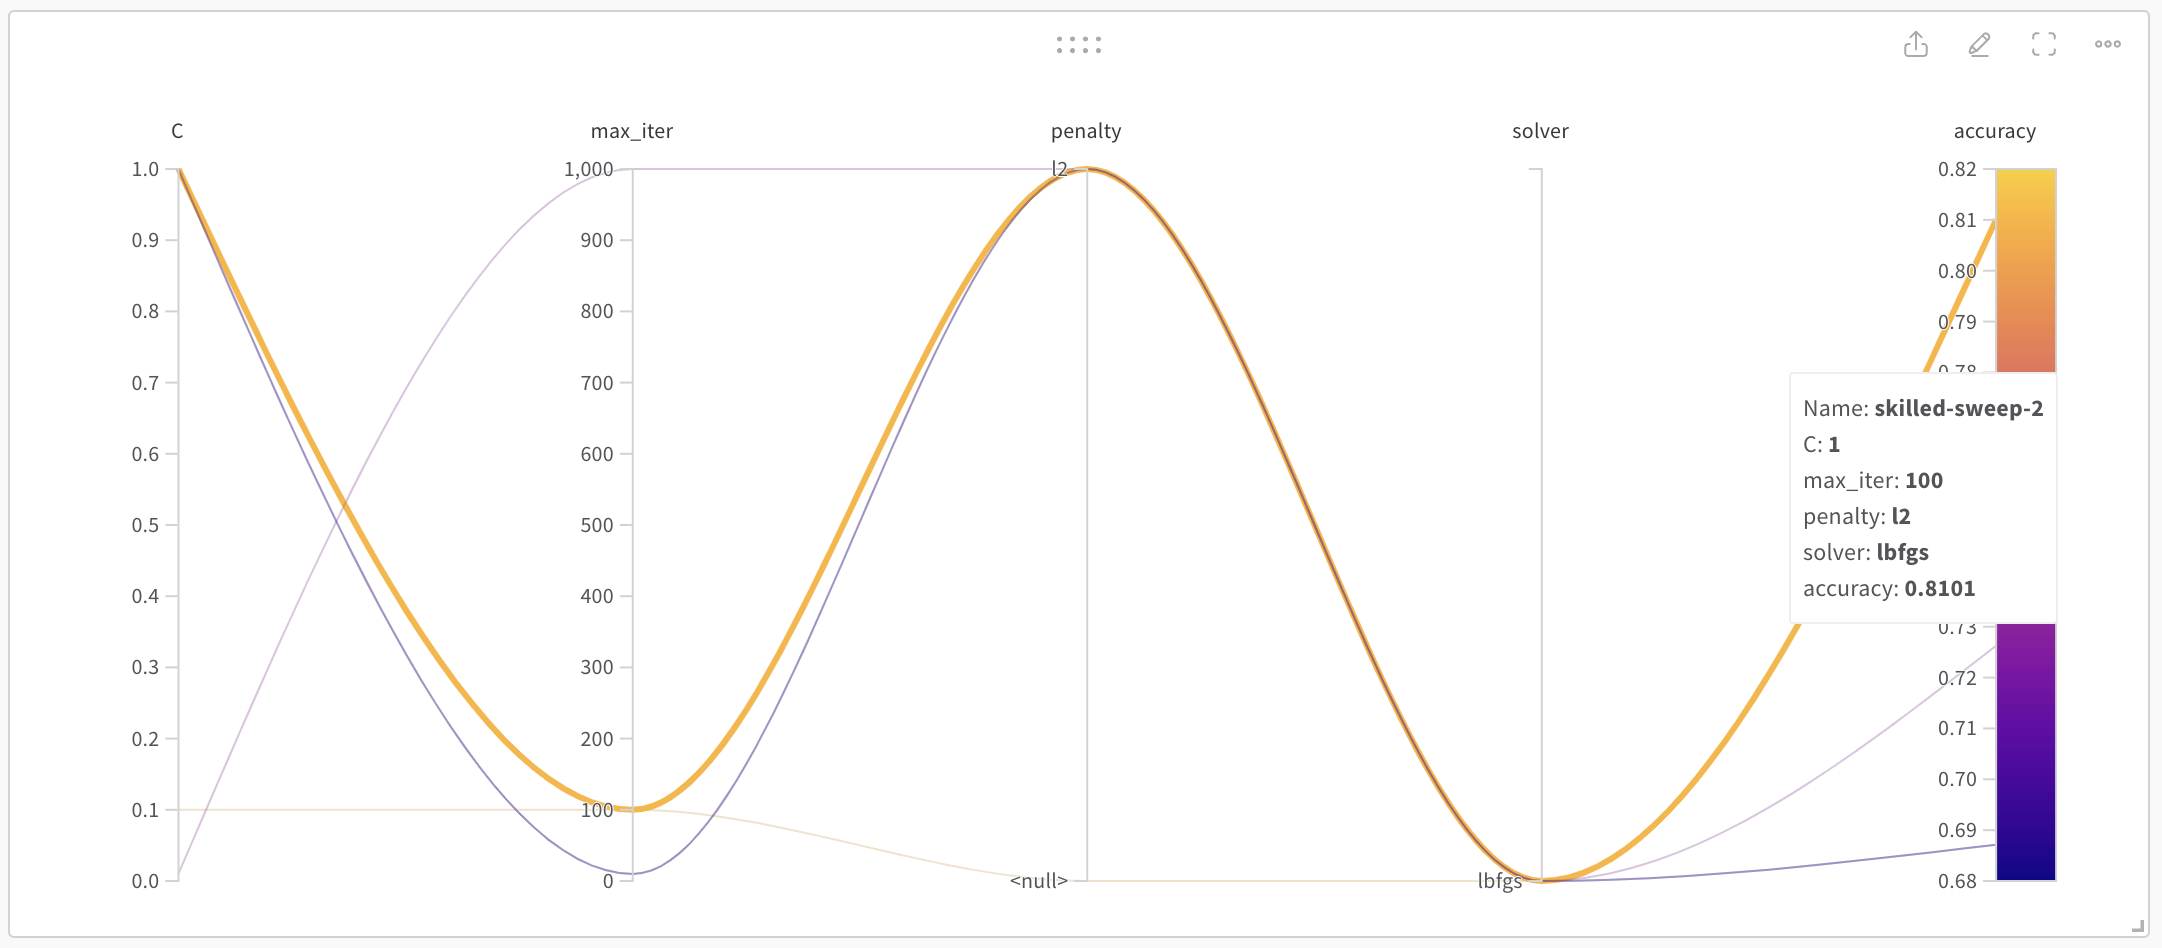 C
max_iter
penalty
solver
accuracy
1.0
0.9
0.8
0.7
0.6
0.5
0.4
0.3
0.2
0.1
0.0
1,000
900
800
700
600
500
400
300
200
100
0
l2
<null>
lbfgs
0.82
0.81
0.80
0.79
0.78
Name: skilled-sweep-2
C: 1
max_iter: 100
penalty: l2
solver: lbfgs
accuracy: 0.8101
0.73
0.72
0.71
0.70
0.69
0.68